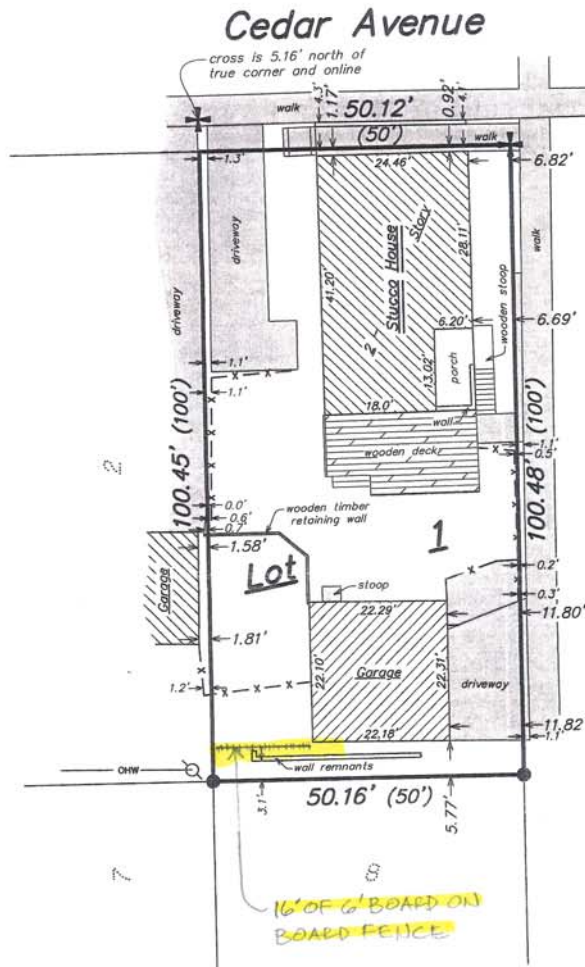 Cedar Avenue
cross is 5.16' north of
true corner and online
walk
4.3'
1.17'
50.12'
(50')
0.92'
4.1'
walk
1.3'
24.46'
6.82'
driveway
driveway
41.20'
Stucco House
2 - Story
28.11'
wooden stoop
walk
6.20'
6.69'
1.1'
1.1'
13.02'
porch
18.0'
wall
wooden deck
1.1'
0.5'
100.45' (100')
100.48' (100')
2
0.0'
0.6'
0.7'
wooden timber
retaining wall
1.58'
Lot
1
0.2'
Garage
stoop
0.3'
22.29'
11.80'
1.81'
22.10'
Garage
22.31'
driveway
1.2'
22.18'
11.82
1.1'
OHW
wall remnants
3.1'
50.16' (50')
5.77'
7
8
16' OF 6' BOARD ON
BOARD FENCE